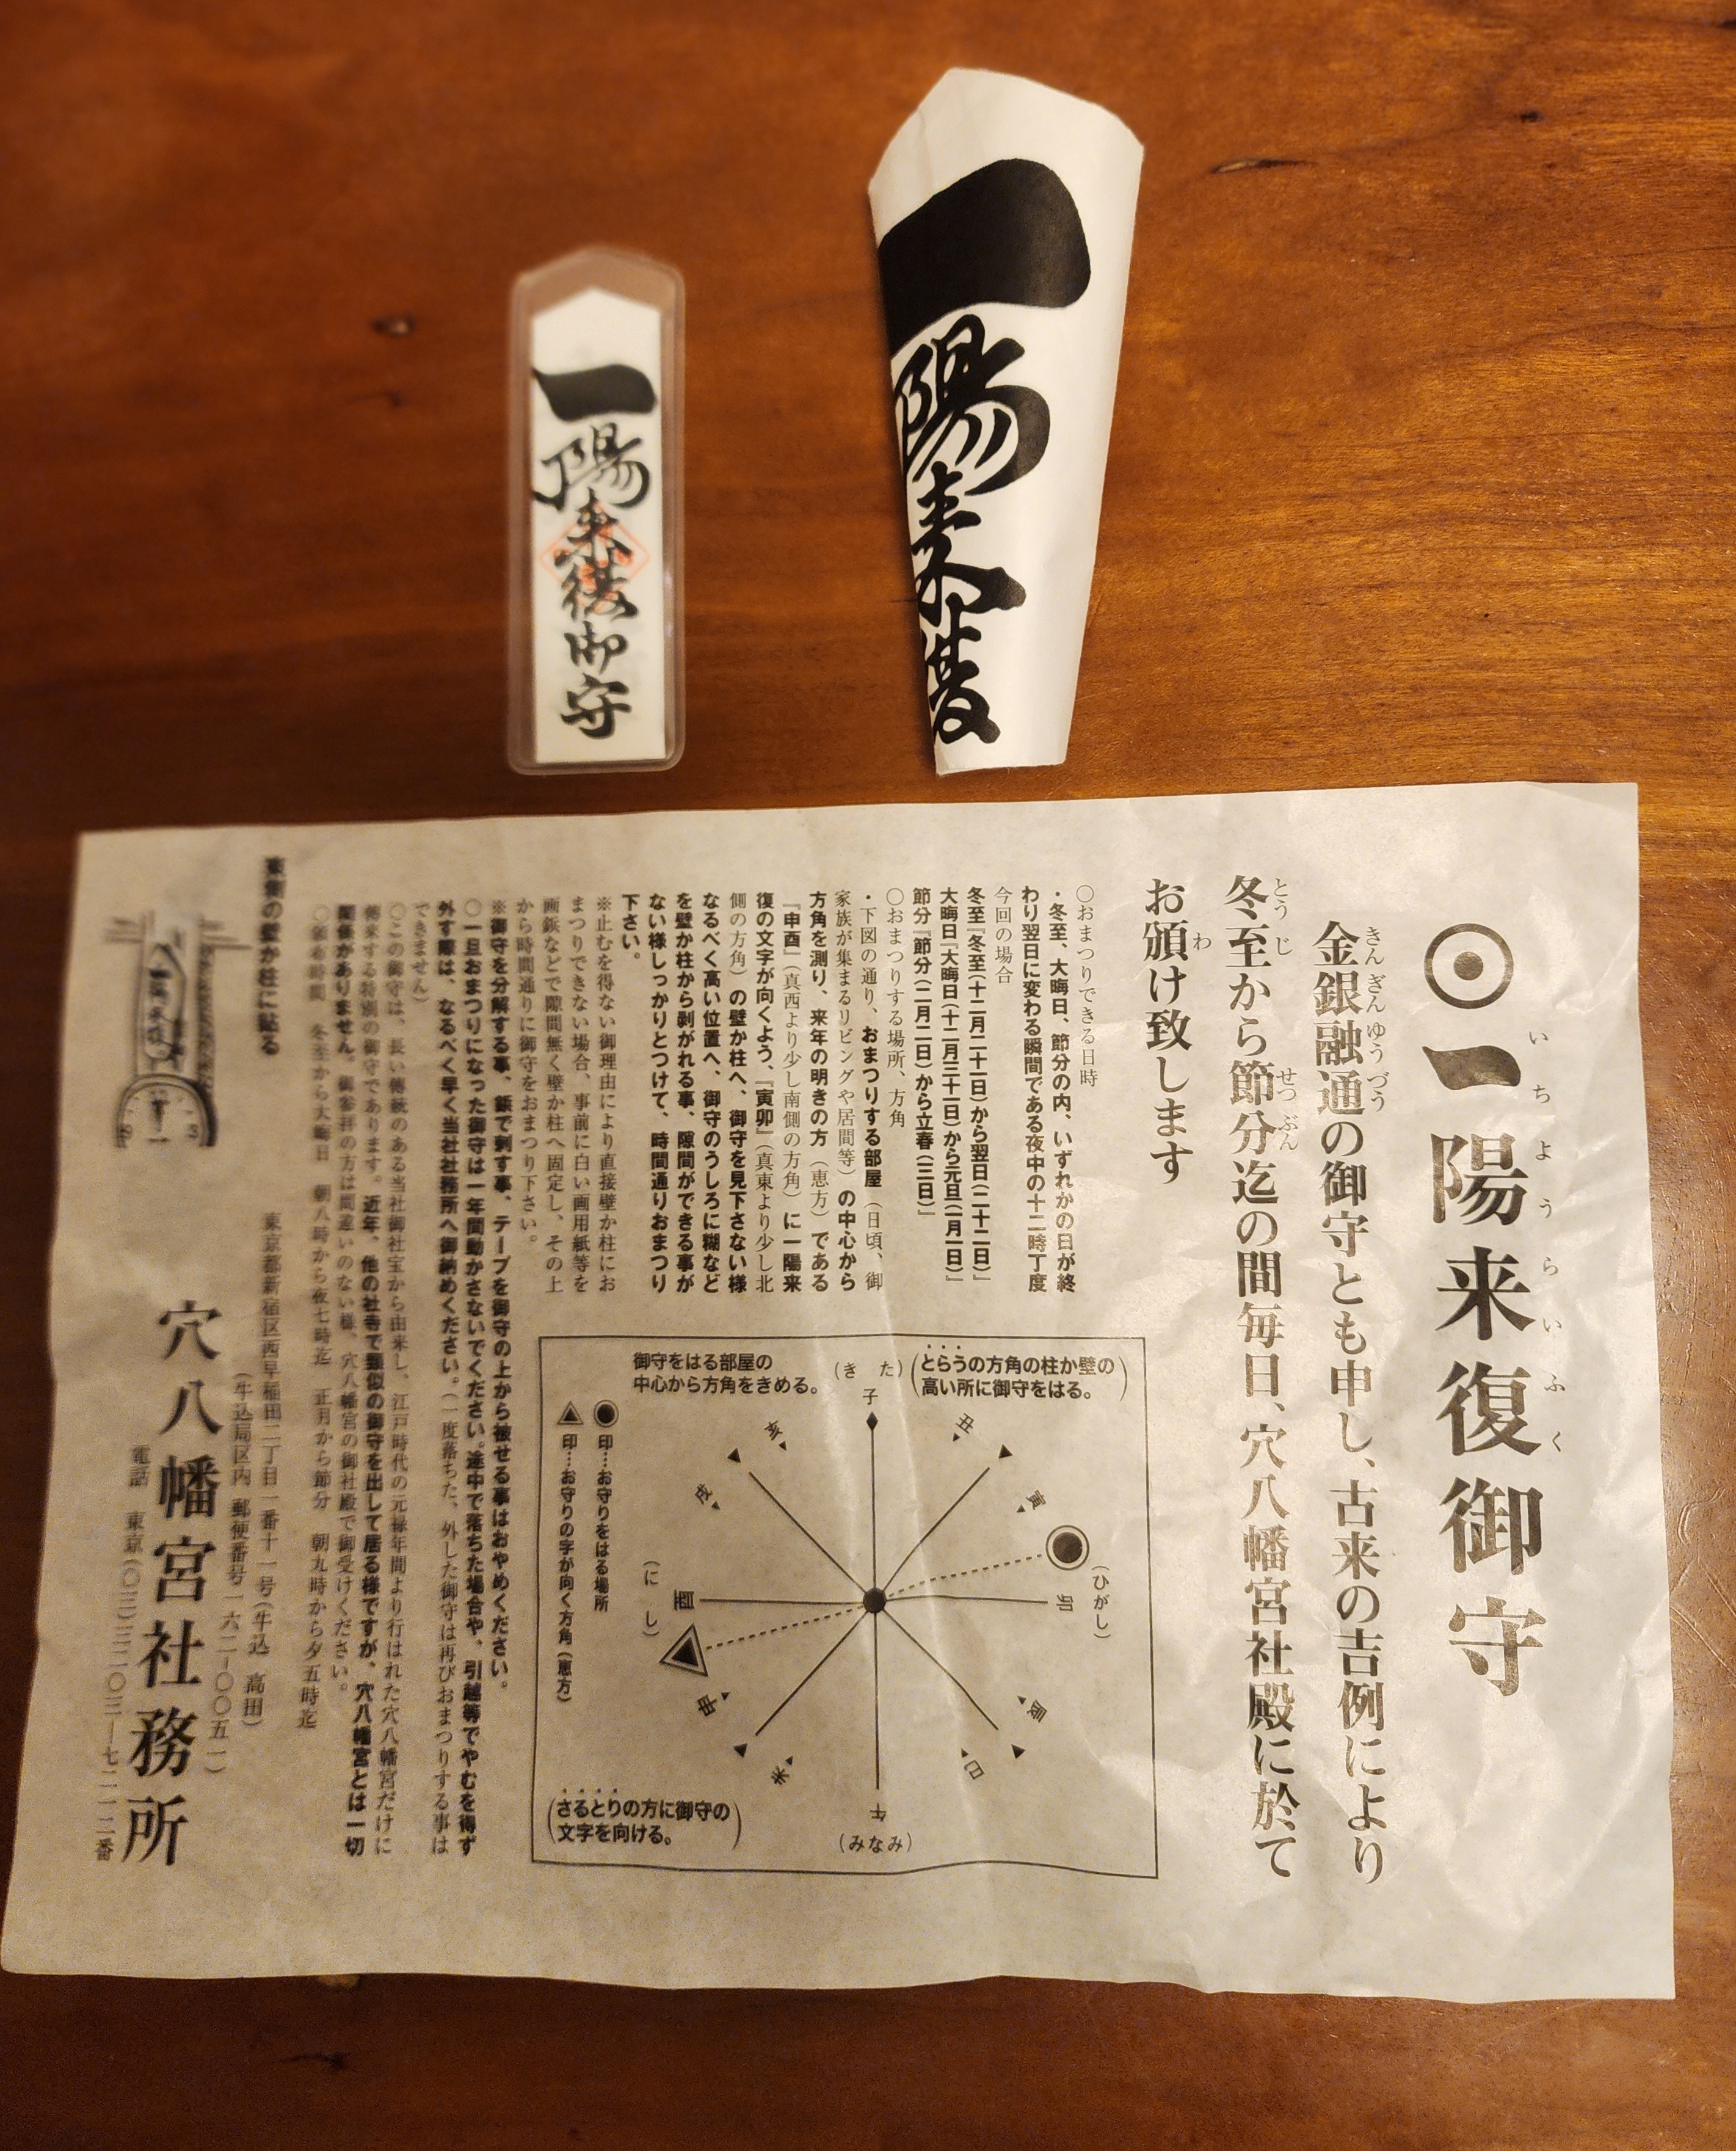 一陽来復御守
一陽来復
◉一陽来復御守
いちようらいふく
金銀融通の御守とも申し、古来の吉例により
きんぎんゆうづう
冬至から節分迄の間毎日、穴八幡宮社殿に於て
とうじ
せつぶん
お頒け致します
わ
〇おまつりできる日時
・冬至、大晦日、節分の内、いずれかの日が終
わり翌日に変わる瞬間である夜中の十二時丁度
今回の場合
冬至『冬至(十二月二十一日)から翌日(二十二日)』
大晦日『大晦日(十二月三十一日)から元旦(一月一日)』
節分『節分(二月二日)から立春(三日)』
〇おまつりする場所、方角
・下図の通り、おまつりする部屋(日頃、御
家族が集まるリビングや居間等)の中心から
方角を測り、来年の明きの方(恵方)である
『申酉』(真西より少し南側の方角)に一陽来
復の文字が向くよう、『寅卯』(真東より少し北
側の方角)の壁か柱へ、御守を見下さない様
なるべく高い位置へ、御守のうしろに糊など
を壁か柱から剥がれる事、隙間ができる事が
ない様しっかりとつけて、時間通りおまつり
下さい。
※止むを得ない御理由により直接壁か柱にお
まつりできない場合、事前に白い画用紙等を
画鋲などで隙間無く壁か柱へ固定し、その上
から時間通りに御守をおまつり下さい。
※御守を分解する事、鋲で刺す事、テープを御守の上から被せる事はおやめください。
〇一旦おまつりになった御守は一年間動かさないでください。途中で落ちた場合や、引越等でやむを得ず
外す際は、なるべく早く当社社務所へ御納めください。(一度落ちた、外した御守は再びおまつりする事は
できません)
〇この御守は、長い傳統のある当社御社宝から由来し、江戸時代の元禄年間より行はれた穴八幡宮だけに
傳来する特別の御守であります。近年、他の社寺で類似の御守を出して居る様ですが、穴八幡宮とは一切
関係がありません。御参拝の方は間違いのない様、穴八幡宮の御社殿で御受けください。
〇頒布時間 冬至から大晦日 朝八時から夜七時迄 正月から節分 朝九時から夕五時迄
御守をはる部屋の
中心から方角をきめる。
(きた)
(とらうの方角の柱か壁の
高い所に御守をはる。)
◉印…お守りをはる場所
▲印…お守りの字が向く方角(恵方)
子
丑
寅
卯
(ひがし)
辰
巳
午
(みなみ)
未
申
酉
(にし)
戌
亥
(さるとりの方に御守の
文字を向ける。)
東側の壁か柱に貼る
東京都新宿区西早稲田二丁目一番十一号(牛込 高田)
(牛込局区内 郵便番号一六二―〇〇五一)
穴八幡宮社務所
電話 東京(〇三)三二〇三―七二一二番